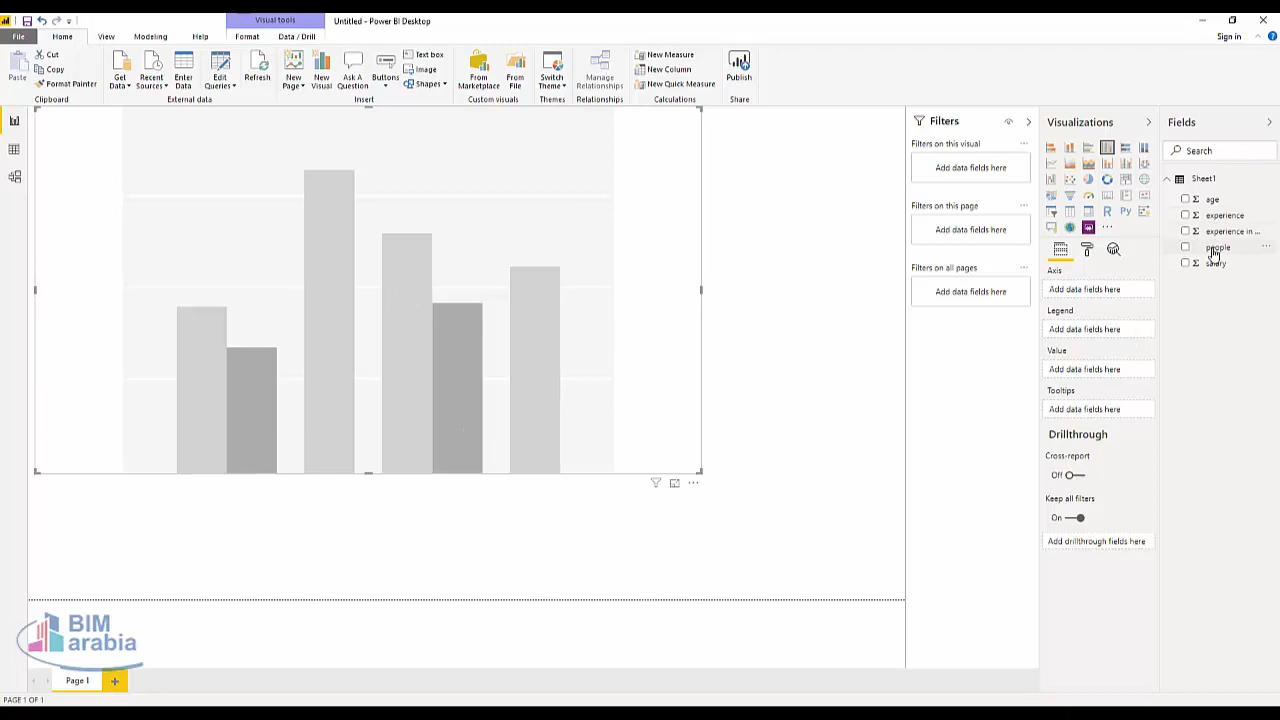 Visual tools
Untitled - Power BI Desktop
Sign in
File
Home
View
Modeling
Help
Format
Data / Drill
Paste
Cut
Copy
Format Painter
Clipboard
Get Data
Recent Sources
Enter Data
Edit Queries
Refresh
External data
New Page
New Visual
Ask A Question
Buttons
Text box
Image
Shapes
Insert
From Marketplace
From File
Custom visuals
Switch Theme
Themes
Manage Relationships
Relationships
New Measure
New Column
New Quick Measure
Calculations
Publish
Share
Filters
Filters on this visual
Add data fields here
Filters on this page
Add data fields here
Filters on all pages
Add data fields here
Visualizations
R
Py
Axis
Add data fields here
Legend
Add data fields here
Value
Add data fields here
Tooltips
Add data fields here
Drillthrough
Cross-report
Off
Keep all filters
On
Add drillthrough fields here
Fields
Search
Sheet1
Σ age
Σ experience
Σ experience in ...
people
Σ salary
BIM
arabia
Page 1
PAGE 1 OF 1